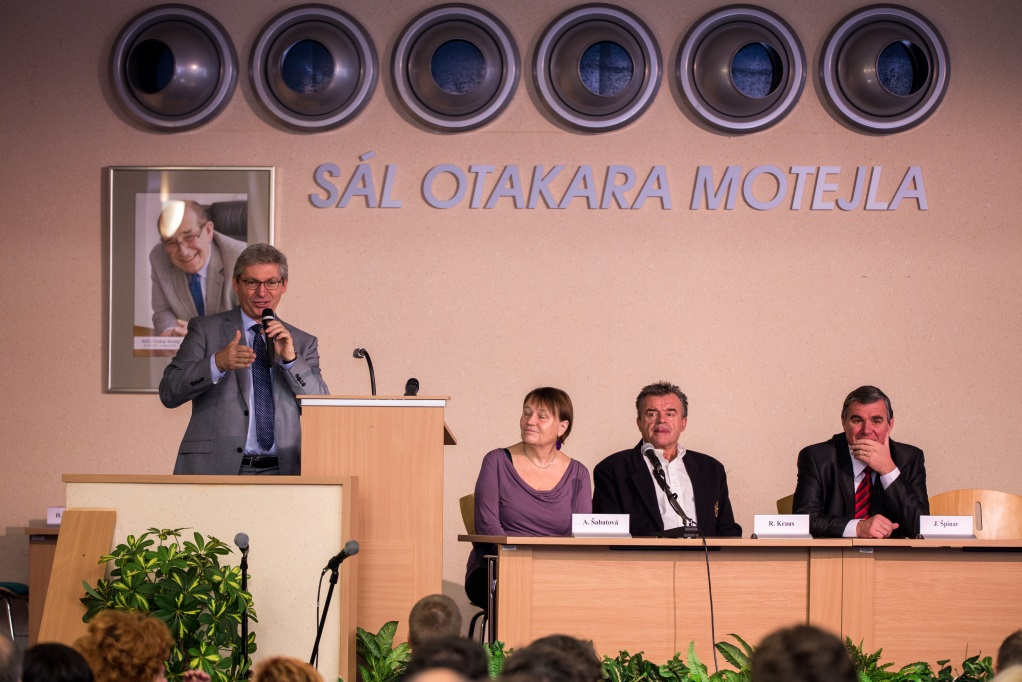 SÁL OTAKARA MOTEJLA
H.
A. Šabatová
R. Kraus
J. Špinar